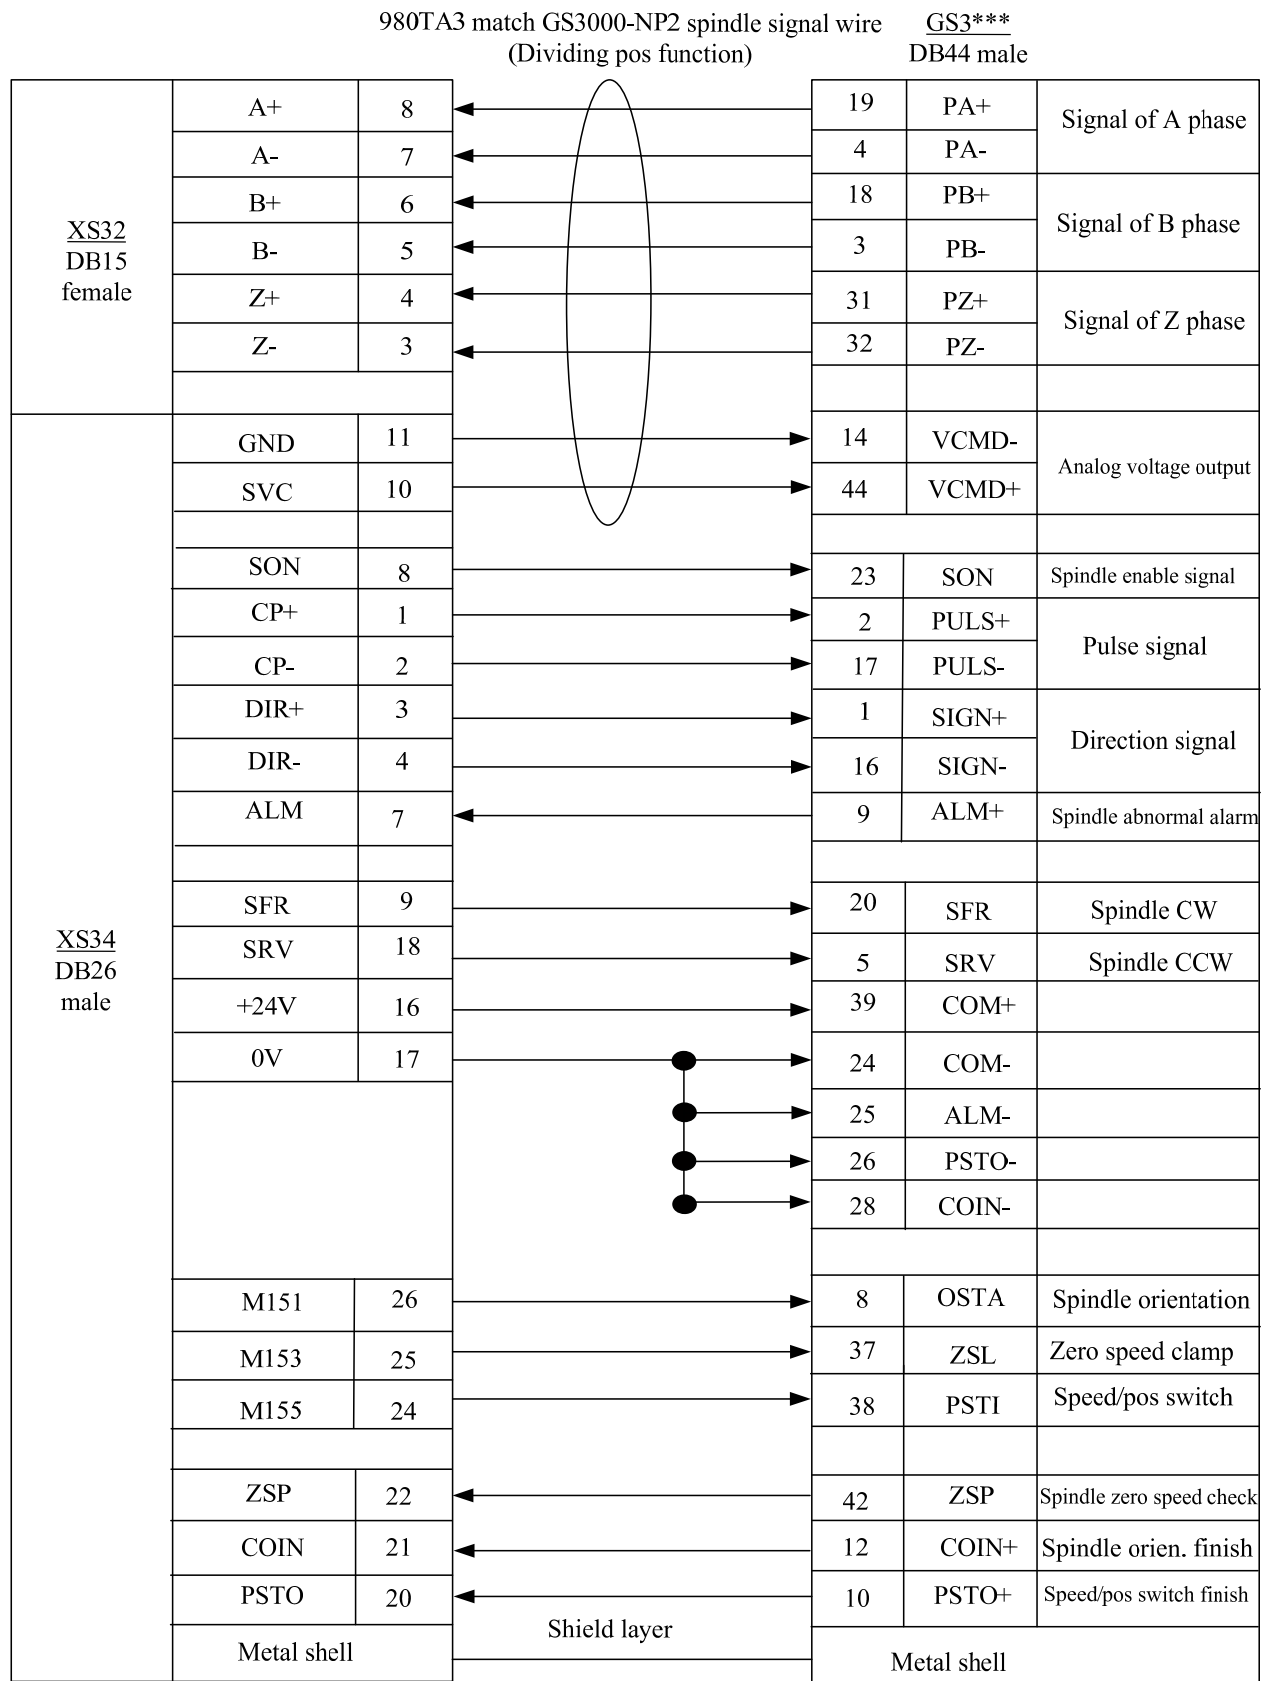 980TA3 match GS3000-NP2 spindle signal wire GS3***
(Dividing pos function) DB44 male
A+ 8 19 PA+ Signal of A phase
A- 7 4 PA-
B+ 6 18 PB+ Signal of B phase
XS32
DB15
female
B- 5 3 PB-
Z+ 4 31 PZ+ Signal of Z phase
Z- 3 32 PZ-
GND 11 14 VCMD- Analog voltage output
SVC 10 44 VCMD+
SON 8 23 SON Spindle enable signal
CP+ 1 2 PULS+ Pulse signal
CP- 2 17 PULS-
DIR+ 3 1 SIGN+ Direction signal
DIR- 4 16 SIGN-
ALM 7 9 ALM+ Spindle abnormal alarm
SFR 9 20 SFR Spindle CW
XS34
DB26
male
SRV 18 5 SRV Spindle CCW
+24V 16 39 COM+
0V 17 24 COM-
25 ALM-
26 PSTO-
28 COIN-
M151 26 8 OSTA Spindle orientation
M153 25 37 ZSL Zero speed clamp
M155 24 38 PSTI Speed/pos switch
ZSP 22 42 ZSP Spindle zero speed check
COIN 21 12 COIN+ Spindle orien. finish
PSTO 20 10 PSTO+ Speed/pos switch finish
Metal shell Shield layer Metal shell